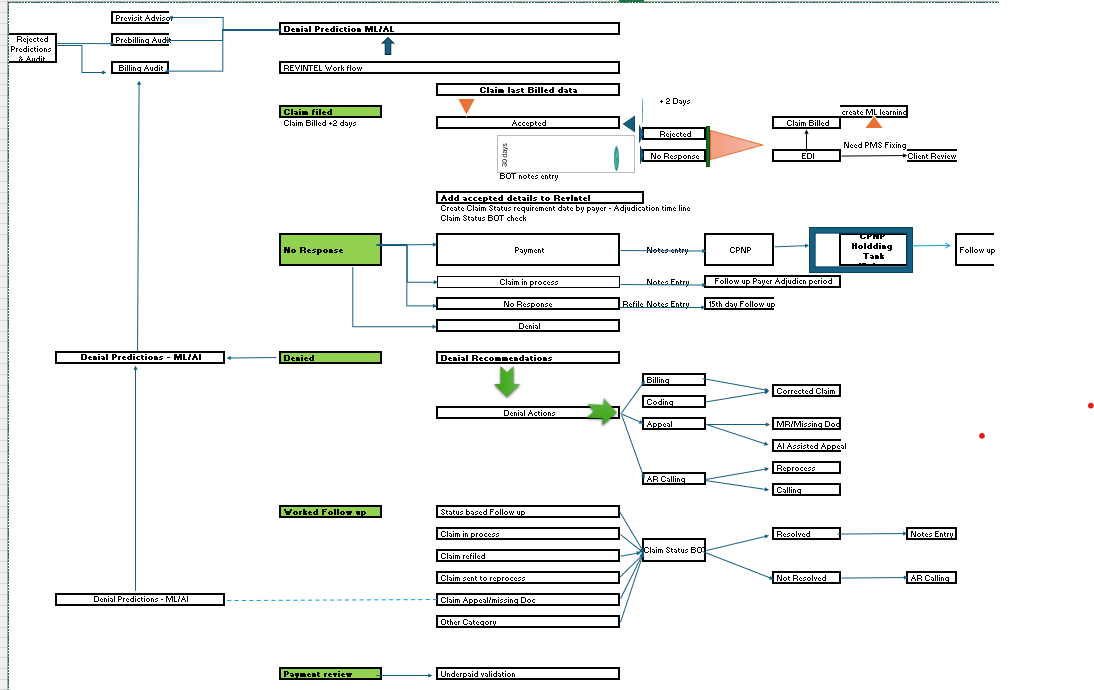 Previsit Advisor
Denial Prediction ML/AL
Rejected
Predictions
& Audit
Prebilling Audit
Billing Audit
REVINTEL Work flow
Claim last Billed data
+ 2 Days
Claim filed
create ML learning
Claim Billed +2 days
Accepted
Claim Billed
Rejected
Need PMS Fixing
30 days
No Response
EDI
Client Review
BOT notes entry
Add accepted details to RevIntel
Create Claim Status requirement date by payer - Adjudication time line
Claim Status BOT check
No Response
Payment
Notes entry
CPNP
CPNP
Holdding
Tank
Follow up
Claim in process
Notes Entry
Follow up Payer Adjudicn period
No Response
Refile Notes Entry
15th day Follow up
Denial
Denial Predictions - ML/AI
Denied
Denial Recommendations
Billing
Corrected Claim
Coding
Denial Actions
Appeal
MR/Missing Doc
AI Assisted Appeal
Reprocess
AR Calling
Calling
Worked Follow up
Status based Follow up
Claim in process
Resolved
Notes Entry
Claim Status BOT
Claim refiled
Claim sent to reprocess
Not Resolved
AR Calling
Denial Predictions - ML/AI
Claim Appeal/missing Doc
Other Category
Payment review
Underpaid validation